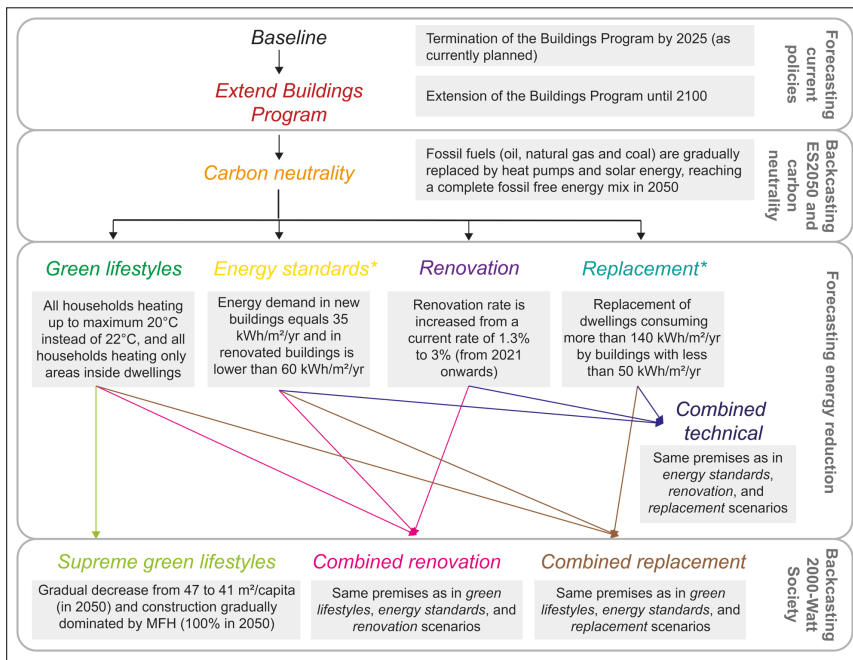 Baseline
Termination of the Buildings Program by 2025 (as
currently planned)
Extend Buildings
Program
Extension of the Buildings Program until 2100
Forecasting
current
policies
Carbon neutrality
Fossil fuels (oil, natural gas and coal) are gradually
replaced by heat pumps and solar energy, reaching
a complete fossil free energy mix in 2050
Backcasting
ES2050 and
carbon
neutrality
Green lifestyles
All households heating
up to maximum 20°C
instead of 22°C, and all
households heating only
areas inside dwellings
Energy standards*
Energy demand in new
buildings equals 35
kWh/m²/yr and in
renovated buildings is
lower than 60 kWh/m²/yr
Renovation
Renovation rate is
increased from a
current rate of 1.3%
to 3% (from 2021
onwards)
Replacement*
Replacement of
dwellings consuming
more than 140 kWh/m²/yr
by buildings with less
than 50 kWh/m²/yr
Combined
technical
Same premises as in
energy standards,
renovation, and
replacement scenarios
Forecasting energy reduction
Supreme green lifestyles
Gradual decrease from 47 to 41 m²/capita
(in 2050) and construction gradually
dominated by MFH (100% in 2050)
Combined renovation
Same premises as in green
lifestyles, energy standards, and
renovation scenarios
Combined replacement
Same premises as in green
lifestyles, energy standards, and
replacement scenarios
Backcasting
2000-Watt
Society